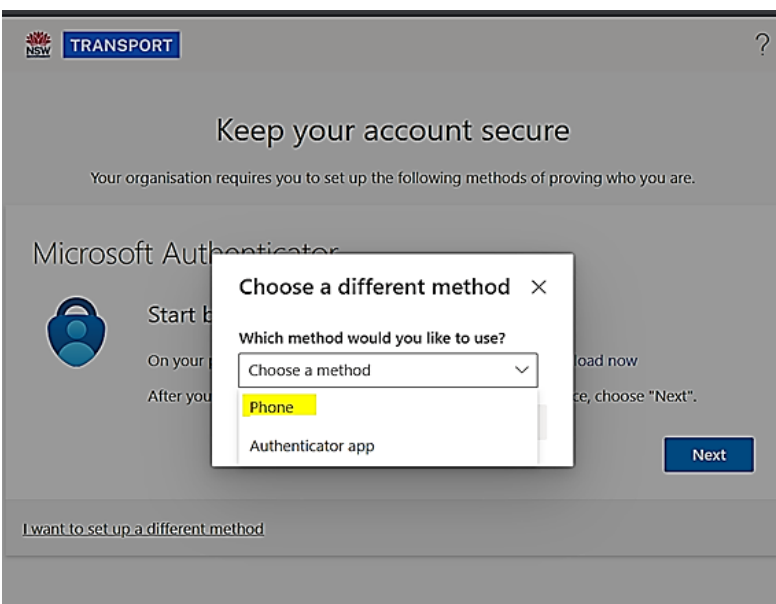 NSW
TRANSPORT
?
Keep your account secure
Your organisation requires you to set up the following methods of proving who you are.
Microsoft Authenticator
Choose a different method
Start b
Which method would you like to use?
On your
load now
Choose a method
After you
ce, choose "Next".
Phone
Authenticator app
Next
I want to set up a different method